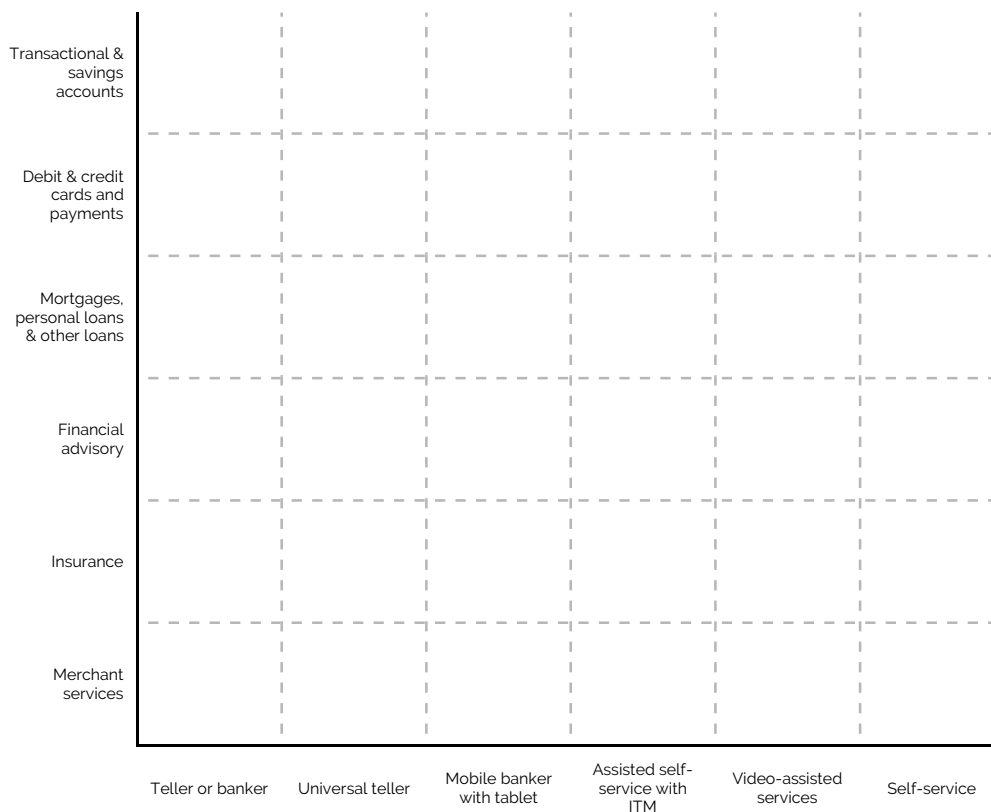 Transactional &
savings
accounts
Debit & credit
cards and
payments
Mortgages,
personal loans
& other loans
Financial
advisory
Insurance
Merchant
services
Teller or banker
Universal teller
Mobile banker
with tablet
Assisted self-
service with
ITM
Video-assisted
services
Self-service